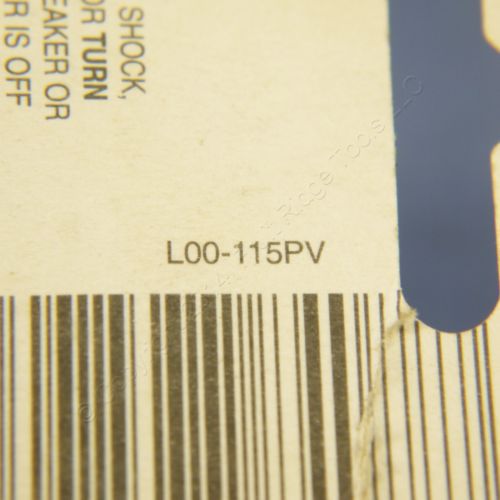 SHOCK,
OR TURN
EAKER OR
R IS OFF
L00-115PV